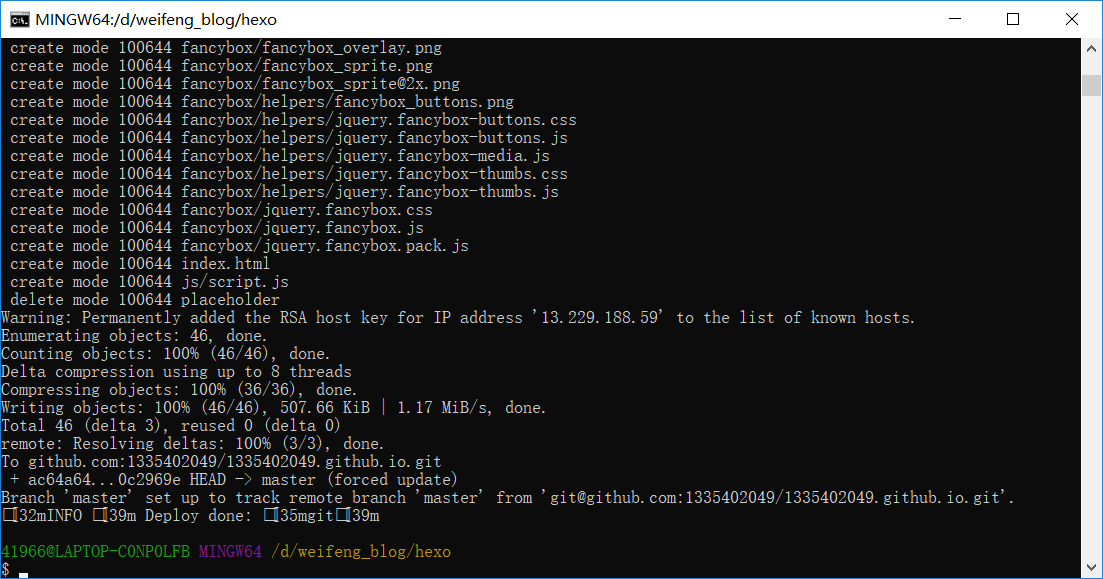 MINGW64:/d/weifeng_blog/hexo
create mode 100644 fancybox/fancybox_overlay.png
create mode 100644 fancybox/fancybox_sprite.png
create mode 100644 fancybox/fancybox_sprite@2x.png
create mode 100644 fancybox/helpers/fancybox_buttons.png
create mode 100644 fancybox/helpers/jquery.fancybox-buttons.css
create mode 100644 fancybox/helpers/jquery.fancybox-buttons.js
create mode 100644 fancybox/helpers/jquery.fancybox-media.js
create mode 100644 fancybox/helpers/jquery.fancybox-thumbs.css
create mode 100644 fancybox/helpers/jquery.fancybox-thumbs.js
create mode 100644 fancybox/jquery.fancybox.css
create mode 100644 fancybox/jquery.fancybox.js
create mode 100644 fancybox/jquery.fancybox.pack.js
create mode 100644 index.html
create mode 100644 js/script.js
delete mode 100644 placeholder
Warning: Permanently added the RSA host key for IP address '13.229.188.59' to the list of known hosts.
Enumerating objects: 46, done.
Counting objects: 100% (46/46), done.
Delta compression using up to 8 threads
Compressing objects: 100% (36/36), done.
Writing objects: 100% (46/46), 507.66 KiB | 1.17 MiB/s, done.
Total 46 (delta 3), reused 0 (delta 0)
remote: Resolving deltas: 100% (3/3), done.
To github.com:1335402049/1335402049.github.io.git
+ ac64a64...0c2969e HEAD -> master (forced update)
Branch 'master' set up to track remote branch 'master' from 'git@github.com:1335402049/1335402049.github.io.git'.
[32mINFO [39m Deploy done: [35mgit[39m
41966@LAPTOP-C0NP0LFB MINGW64 /d/weifeng_blog/hexo
$